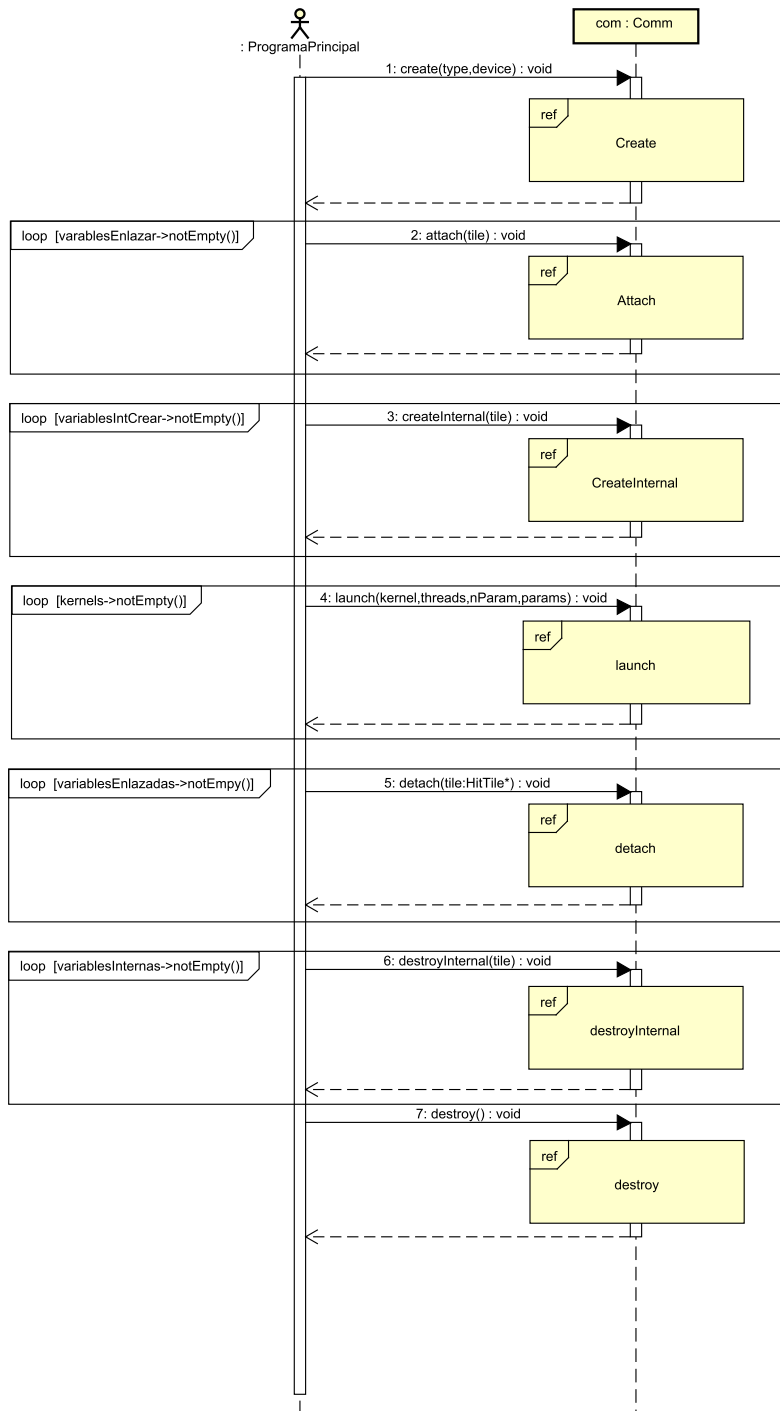 : ProgramaPrincipal
com : Comm
1: create(type,device) : void
ref
Create
loop [varablesEnlazar->notEmpty()]
2: attach(tile) : void
ref
Attach
loop [variablesIntCrear->notEmpty()]
3: createInternal(tile) : void
ref
CreateInternal
loop [kernels->notEmpty()]
4: launch(kernel,threads,nParam,params) : void
ref
launch
loop [variablesEnlazadas->notEmpy()]
5: detach(tile:HitTile*) : void
ref
detach
loop [variablesInternas->notEmpty()]
6: destroyInternal(tile) : void
ref
destroyInternal
7: destroy() : void
ref
destroy